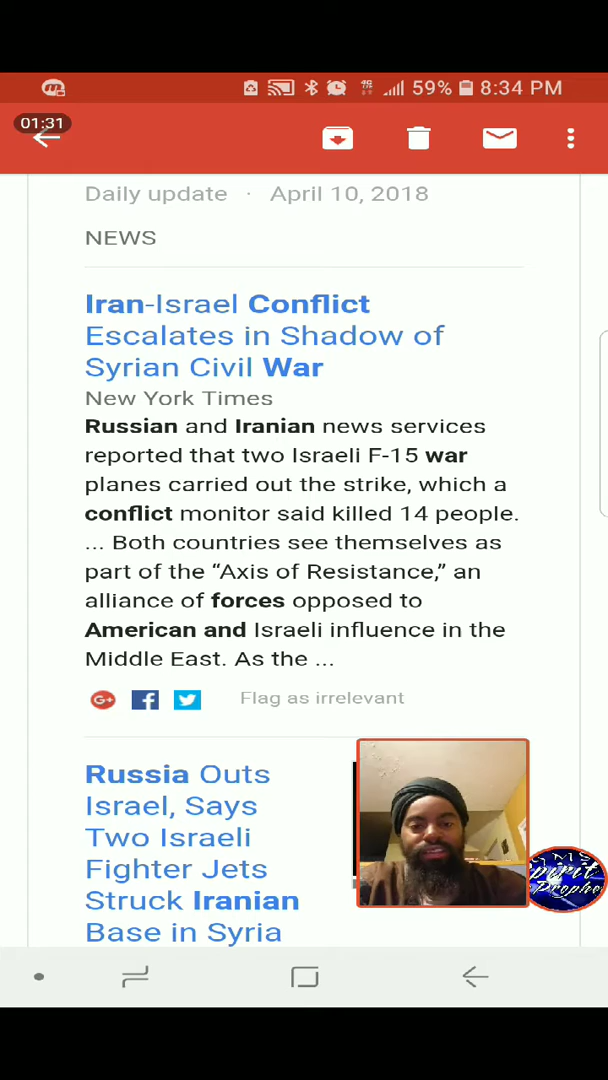 59% 8:34 PM
01:31
Daily update · April 10, 2018
NEWS
Iran-Israel Conflict
Escalates in Shadow of
Syrian Civil War
New York Times
Russian and Iranian news services
reported that two Israeli F-15 war
planes carried out the strike, which a
conflict monitor said killed 14 people.
... Both countries see themselves as
part of the “Axis of Resistance,” an
alliance of forces opposed to
American and Israeli influence in the
Middle East. As the ...
G+ Flag as irrelevant
Russia Outs
Israel, Says
Two Israeli
Fighter Jets
Struck Iranian
Base in Syria
GMS
Spirit
Prophe